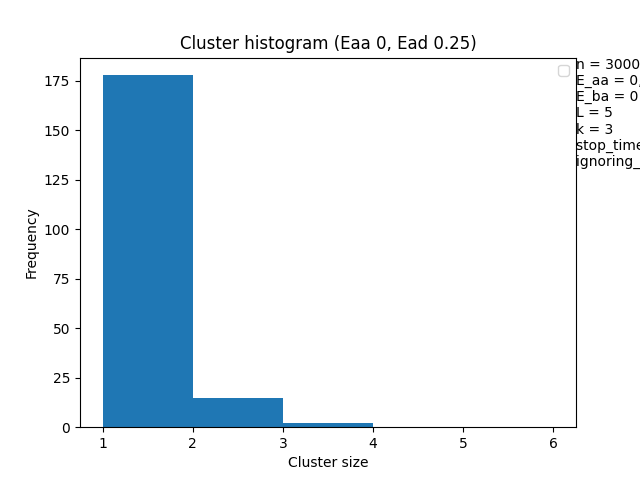 Cluster histogram (Eaa 0, Ead 0.25)
n = 3000
E_aa = 0,
E_ba = 0
L = 5
k = 3
stop_time
ignoring_
175
150
125
100
75
50
25
0
Frequency
1 2 3 4 5 6
Cluster size